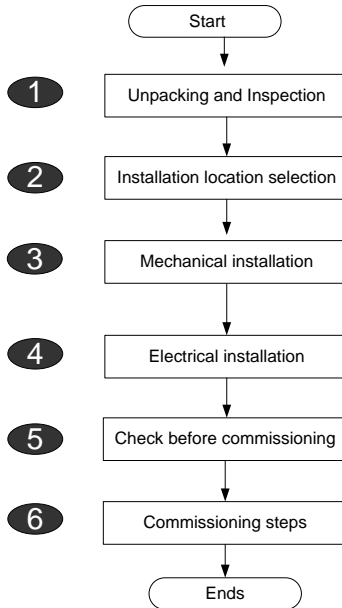 Start
1 Unpacking and Inspection
2 Installation location selection
3 Mechanical installation
4 Electrical installation
5 Check before commissioning
6 Commissioning steps
Ends